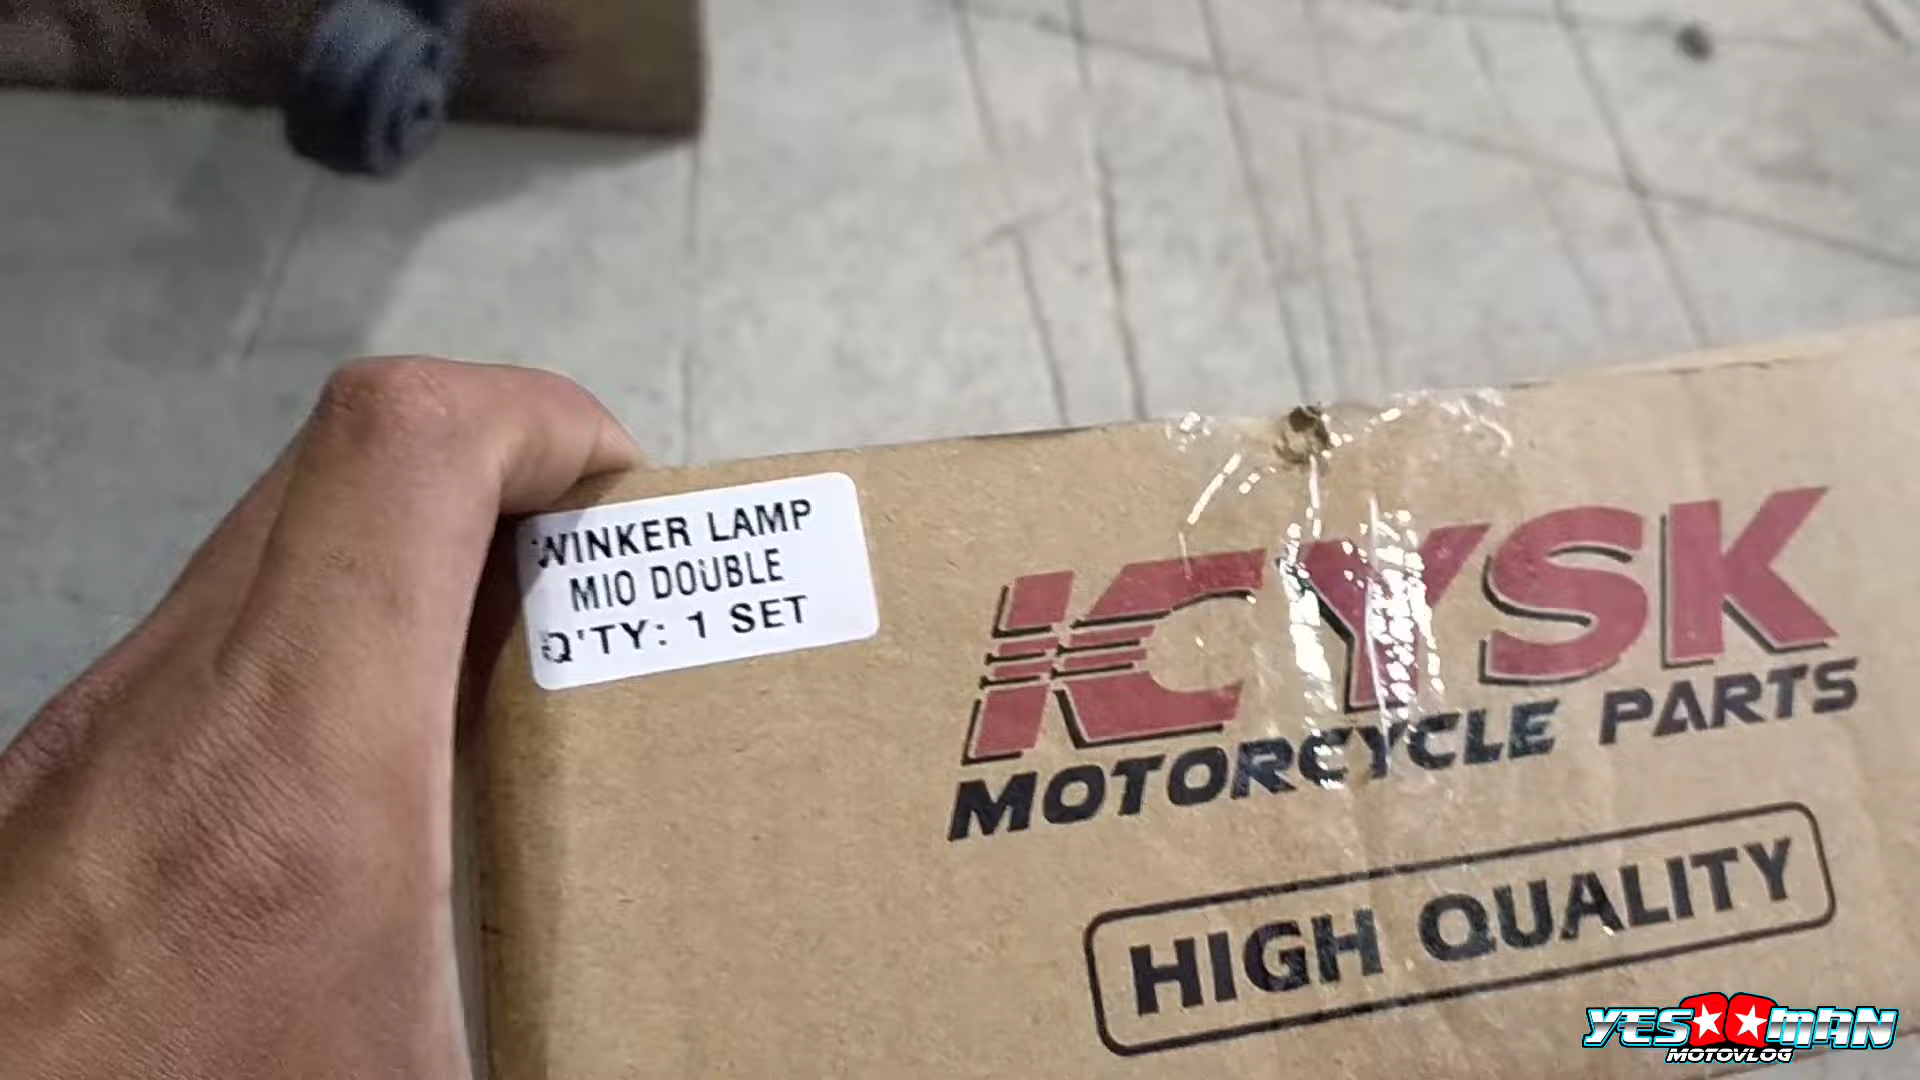 WINKER LAMP
MIO DOUBLE
Q'TY: 1 SET
KYSK
MOTORCYCLE PARTS
HIGH QUALITY
YES MAN
MOTOVLOG